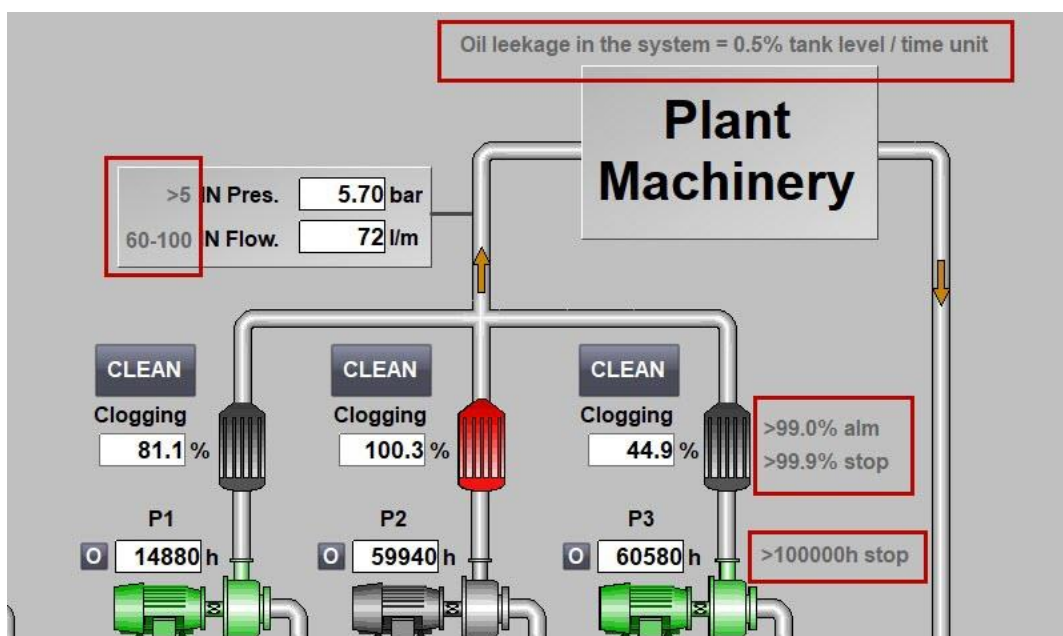 Oil leekage in the system = 0.5% tank level / time unit
Plant
Machinery
>5 IN Pres. 5.70 bar
60-100 IN Flow. 72 l/m
CLEAN CLEAN CLEAN
Clogging Clogging Clogging
81.1 % 100.3 % 44.9 %
>99.0% alm
>99.9% stop
P1 P2 P3
O 14880 h O 59940 h O 60580 h >100000h stop